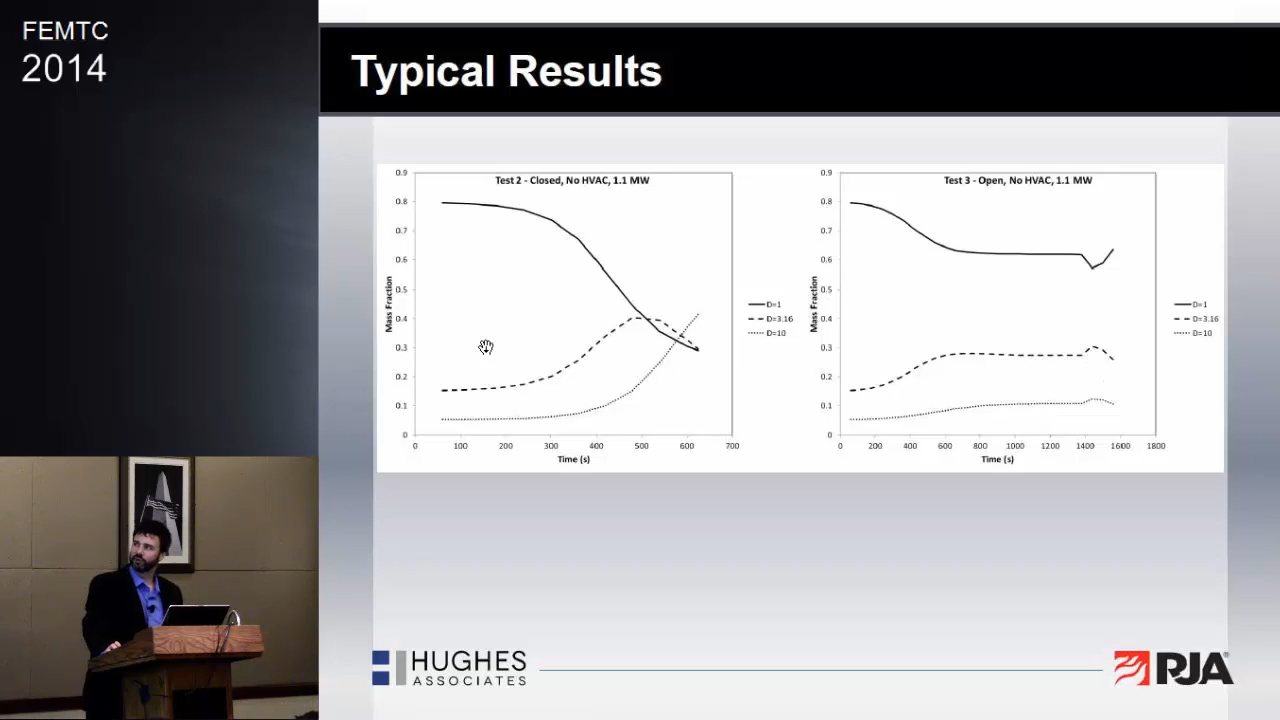 FEMTC
2014
Typical Results
Test 2 - Closed, No HVAC, 1.1 MW
0.9
0.8
0.7
0.6
0.5
0.4
0.3
0.2
0.1
0
Mass Fraction
0 100 200 300 400 500 600 700
Time (s)
D=1
D=3.16
D=10
Test 3 - Open, No HVAC, 1.1 MW
0.9
0.8
0.7
0.6
0.5
0.4
0.3
0.2
0.1
0
Mass Fraction
0 200 400 600 800 1000 1200 1400 1600 1800
Time (s)
D=1
D=3.16
D=10
HUGHES
ASSOCIATES
RJA®